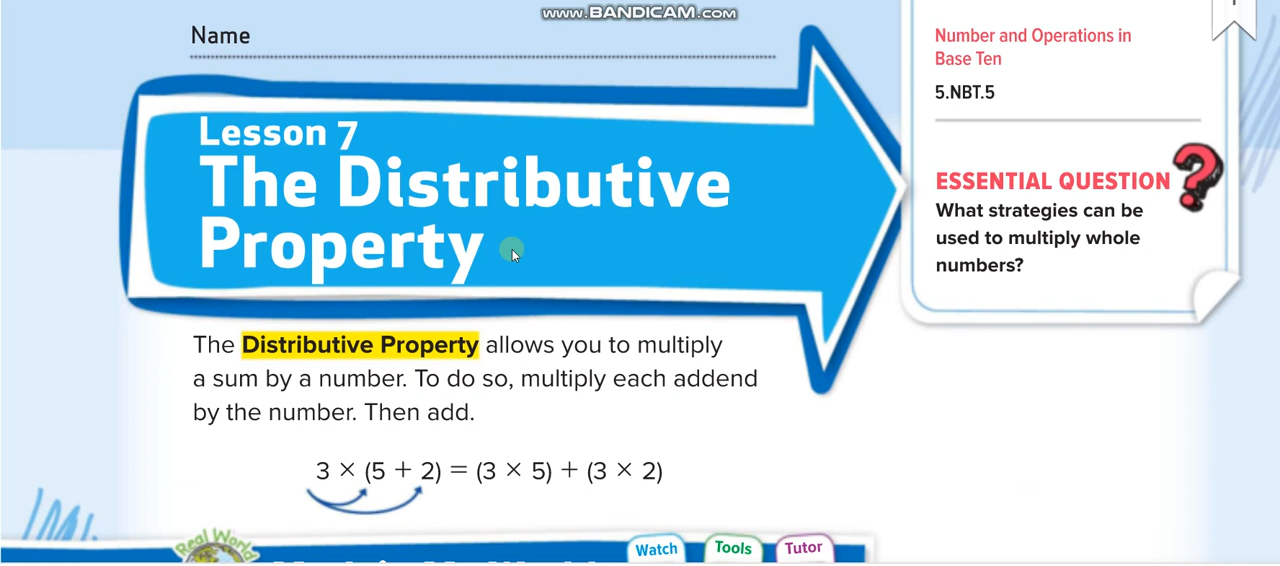 www.BANDICAM.com
Name
Number and Operations in
Base Ten
5.NBT.5
Lesson 7
The Distributive
Property
ESSENTIAL QUESTION
?
What strategies can be
used to multiply whole
numbers?
The Distributive Property allows you to multiply
a sum by a number. To do so, multiply each addend
by the number. Then add.
3 × (5 + 2) = (3 × 5) + (3 × 2)
Real World
Watch
Tools
Tutor